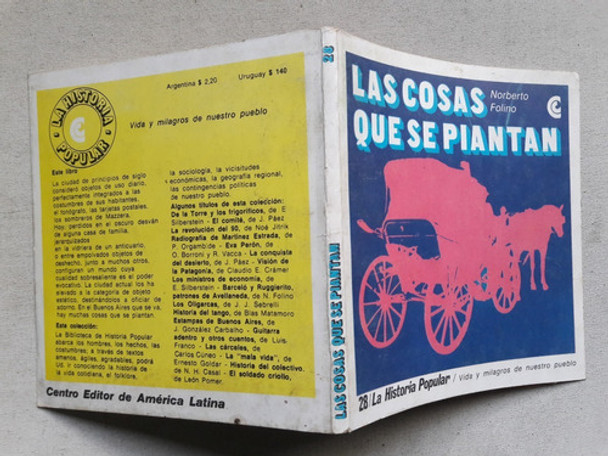 Argentina $ 2,20
Uruguay $ 140
LA HISTORIA
POPULAR
Vida y milagros de nuestro pueblo
Este libro
La ciudad de principios de siglo
consideró objetos de uso diario,
perfectamente integrados a las
costumbres de sus habitantes,
el fonógrafo, las tarjetas postales,
los sombreros de Mazzera.
Hoy, perdidos en el oscuro desván
de alguna casa de familia,
jerarquizados
en la vidriera de un anticuario,
o entre empolvados objetos de
deshecho, junto a muchos otros,
configuran un mundo cuya
cualidad sobresaliente es el poder
evocativo. La ciudad actual los ha
elevado a la categoría de objeto
estético, destinándolos a oficiar de
adorno. En el Buenos Aires que se va,
hay muchas cosas que se piantan.
Esta colección:
La Biblioteca de Historia Popular
abarca los hombres, los hechos, las
costumbres; a través de textos
amenos, ágiles, agradables, podrá
Ud. ir conociendo la historia de
la vida cotidiana, el folklore,
la sociología, las vicisitudes
económicas, la geografía regional,
las contingencias políticas
de nuestro pueblo.
Algunos títulos de esta colección:
De la Torre y los frigoríficos, de E.
Silberstein - El comité, de J. Páez
La revolución del 90, de Noé Jitrik
Radiografía de Martínez Estrada, de
P. Orgambide - Eva Perón, de
O. Borroni y R. Vacca - La conquista
del desierto, de J. Páez - Visión de
la Patagonia, de Claudio E. Crámer
Los ministros de economía, de
E. Silberstein - Barceló y Ruggierito,
patrones de Avellaneda, de N. Folino
Los Oligarcas, de J. J. Sebreli
Historia del tango, de Blas Matamoro
Estampas de Buenos Aires, de
J. González Carbalho - Guitarra
adentro y otros cuantos, de Luis
Franco - Las cárceles, de
Carlos Cúneo - La "mala vida", de
Ernesto Goldar - Historia del colectivo,
de N. H. Casal - El soldado criollo,
de León Pomer.
Centro Editor de América Latina
28
LAS COSAS QUE SE PIANTAN
LAS COSAS
QUE SE PIANTAN
Norberto
Folino
28/La Historia Popular/Vida y milagros de nuestro pueblo